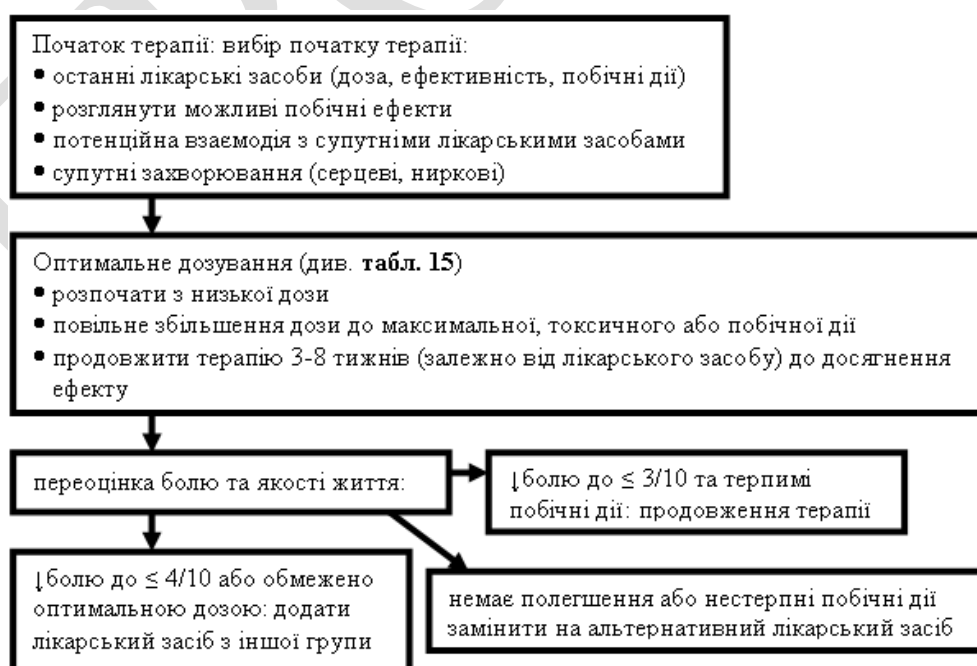 Початок терапії: вибір початку терапії:
• останні лікарські засоби (доза, ефективність, побічні дії)
• розглянути можливі побічні ефекти
• потенційна взаємодія з супутніми лікарськими засобами
• супутні захворювання (серцеві, ниркові)
Оптимальне дозування (див. табл. 15)
• розпочати з низької дози
• повільне збільшення дози до максимальної, токсичного або побічної дії
• продовжити терапію 3-8 тижнів (залежно від лікарського засобу) до досягнення
ефекту
переоцінка болю та якості життя:
↓болю до ≤ 3/10 та терпимі
побічні дії: продовження терапії
↓болю до ≤ 4/10 або обмежено
оптимальною дозою: додати
лікарський засіб з іншої групи
немає полегшення або нестерпні побічні дії
замінити на альтернативний лікарський засіб